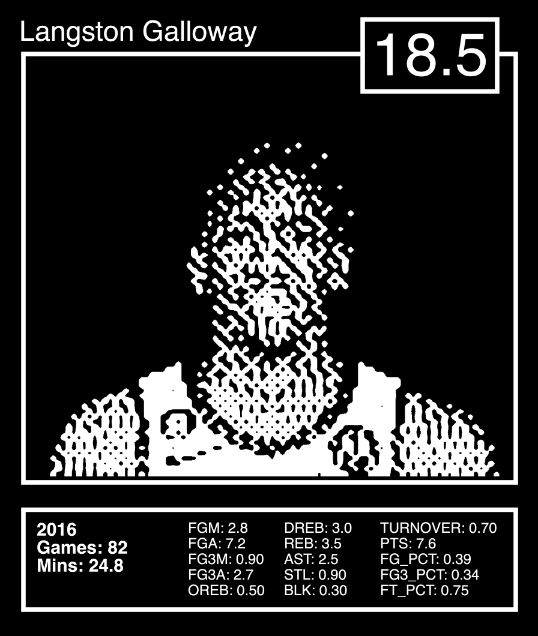 Langston Galloway
18.5
2016
Games: 82
Mins: 24.8
FGM: 2.8
FGA: 7.2
FG3M: 0.90
FG3A: 2.7
OREB: 0.50
DREB: 3.0
REB: 3.5
AST: 2.5
STL: 0.90
BLK: 0.30
TURNOVER: 0.70
PTS: 7.6
FG_PCT: 0.39
FG3_PCT: 0.34
FT_PCT: 0.75